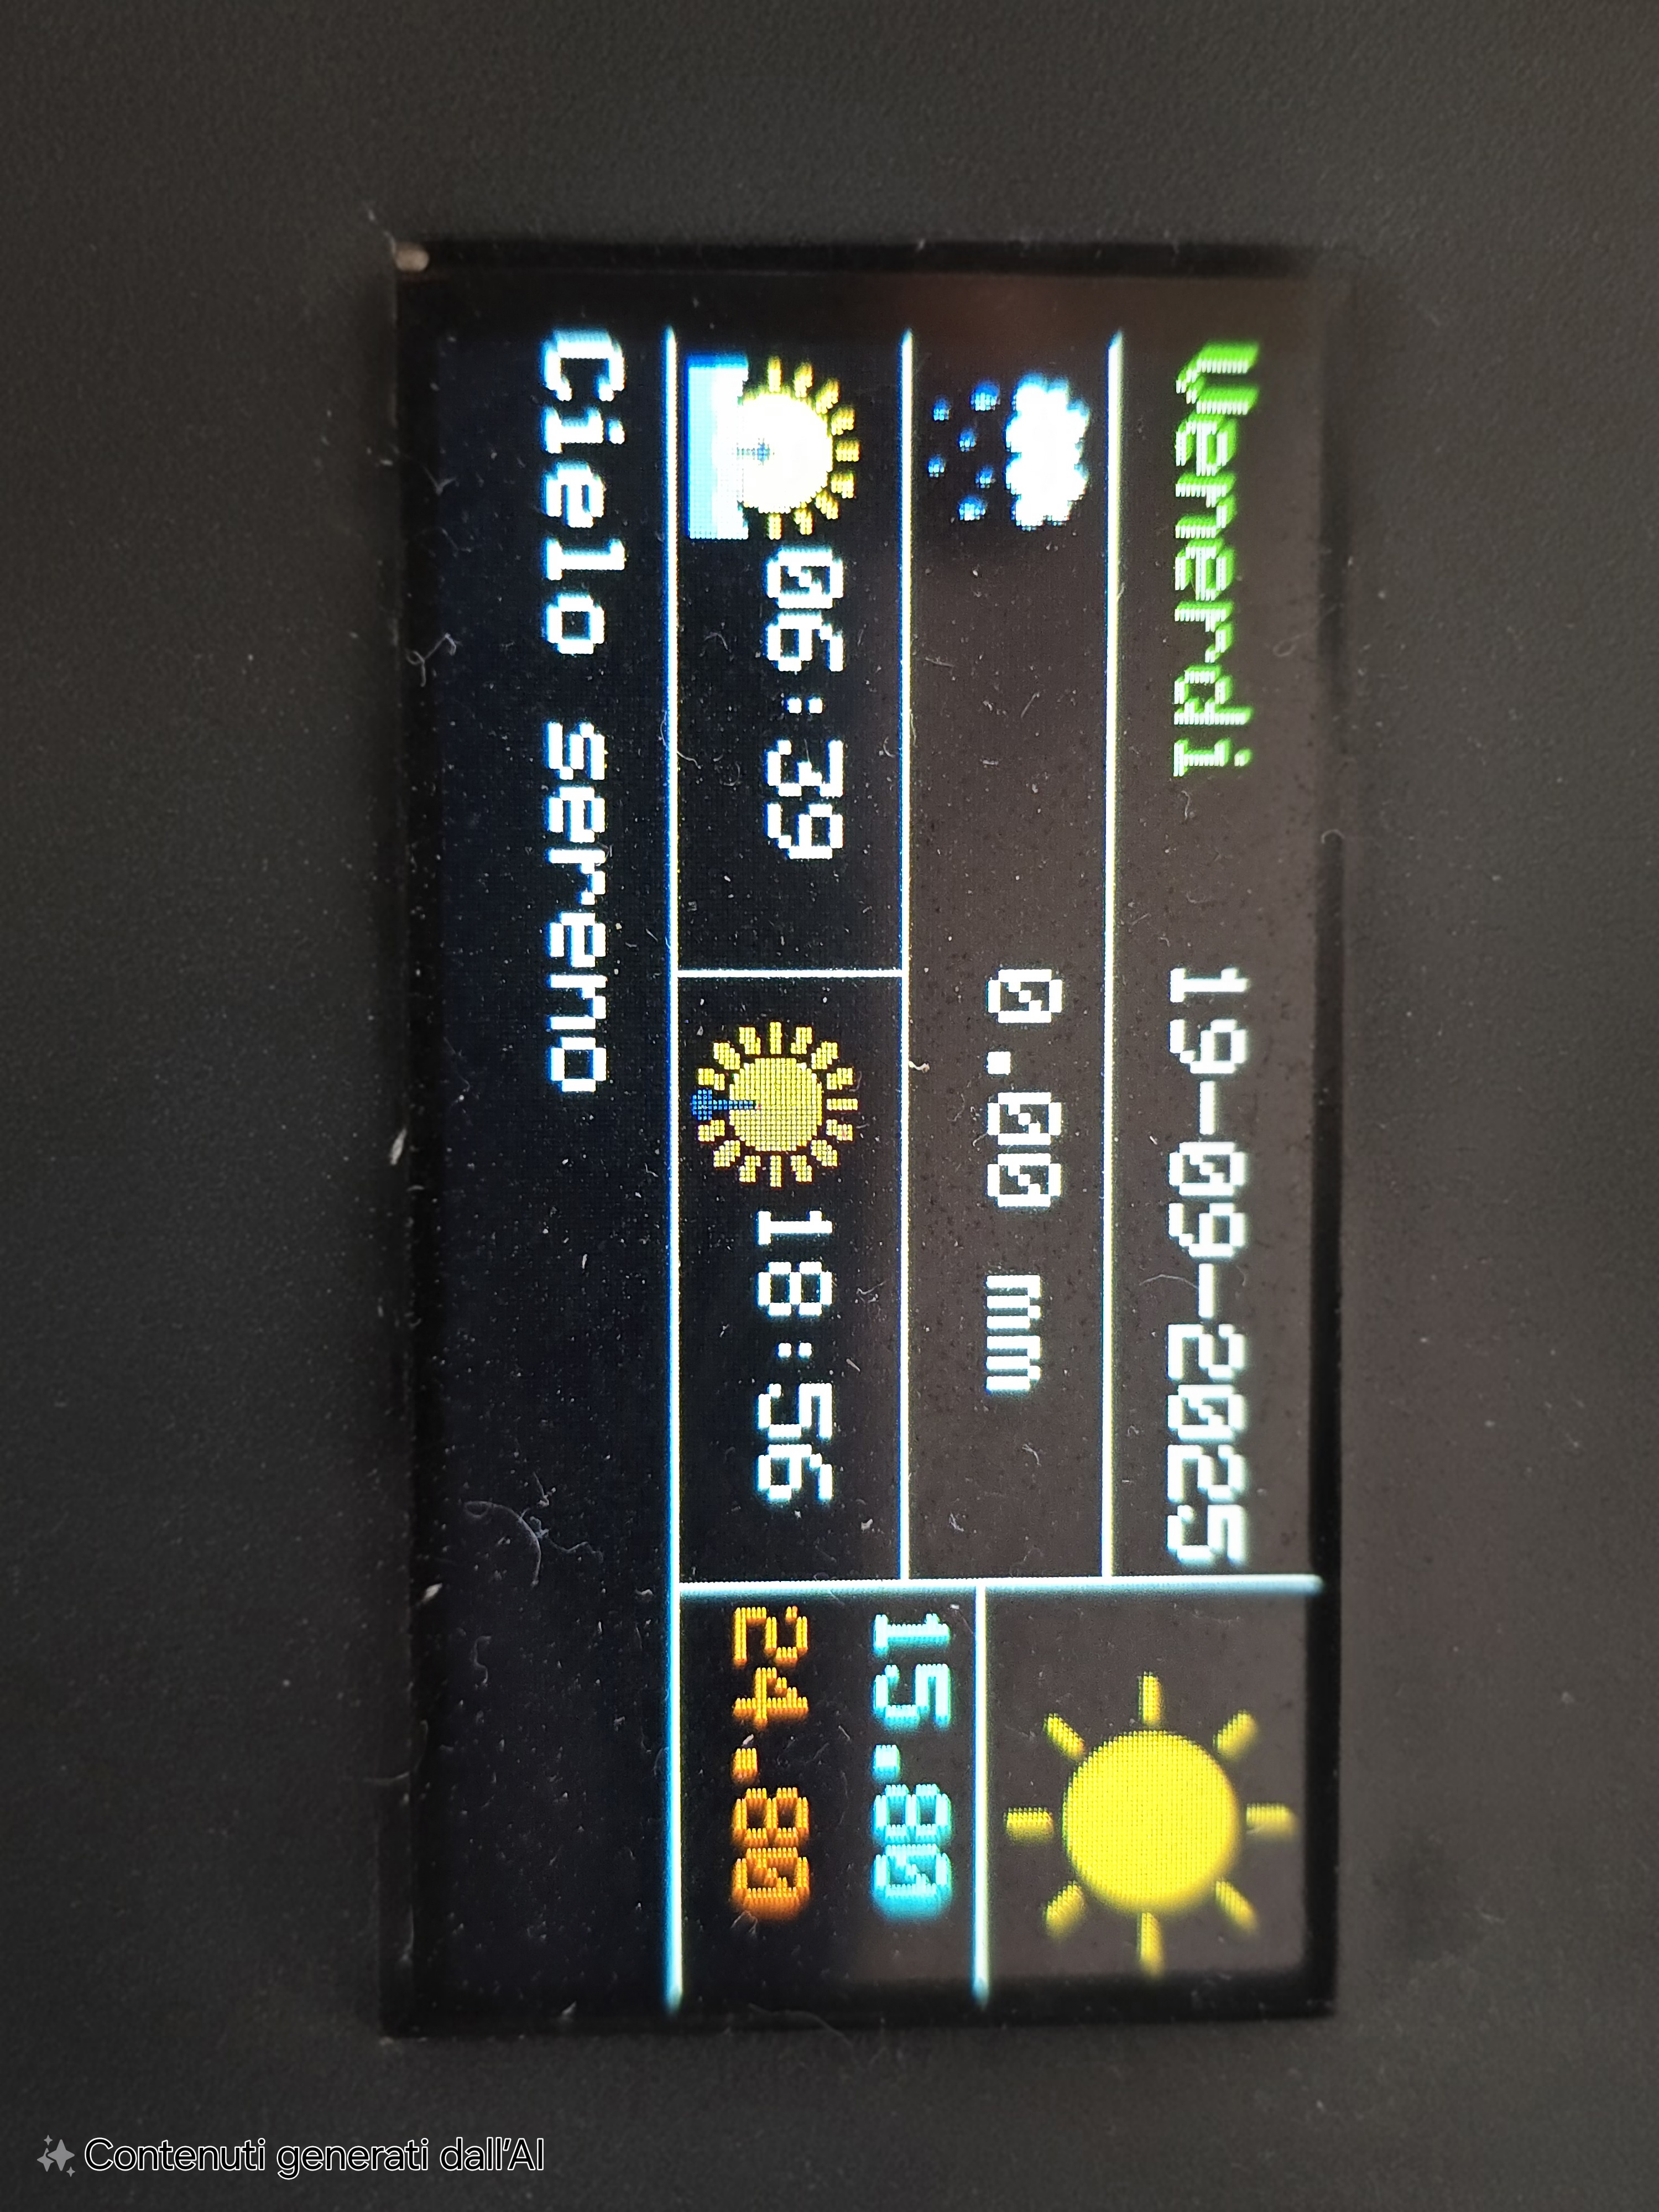 Venerdi 19-09-2025
0.00 mm
15.80
06:39 18:56
24.80
Cielo sereno
Contenuti generati dall'AI